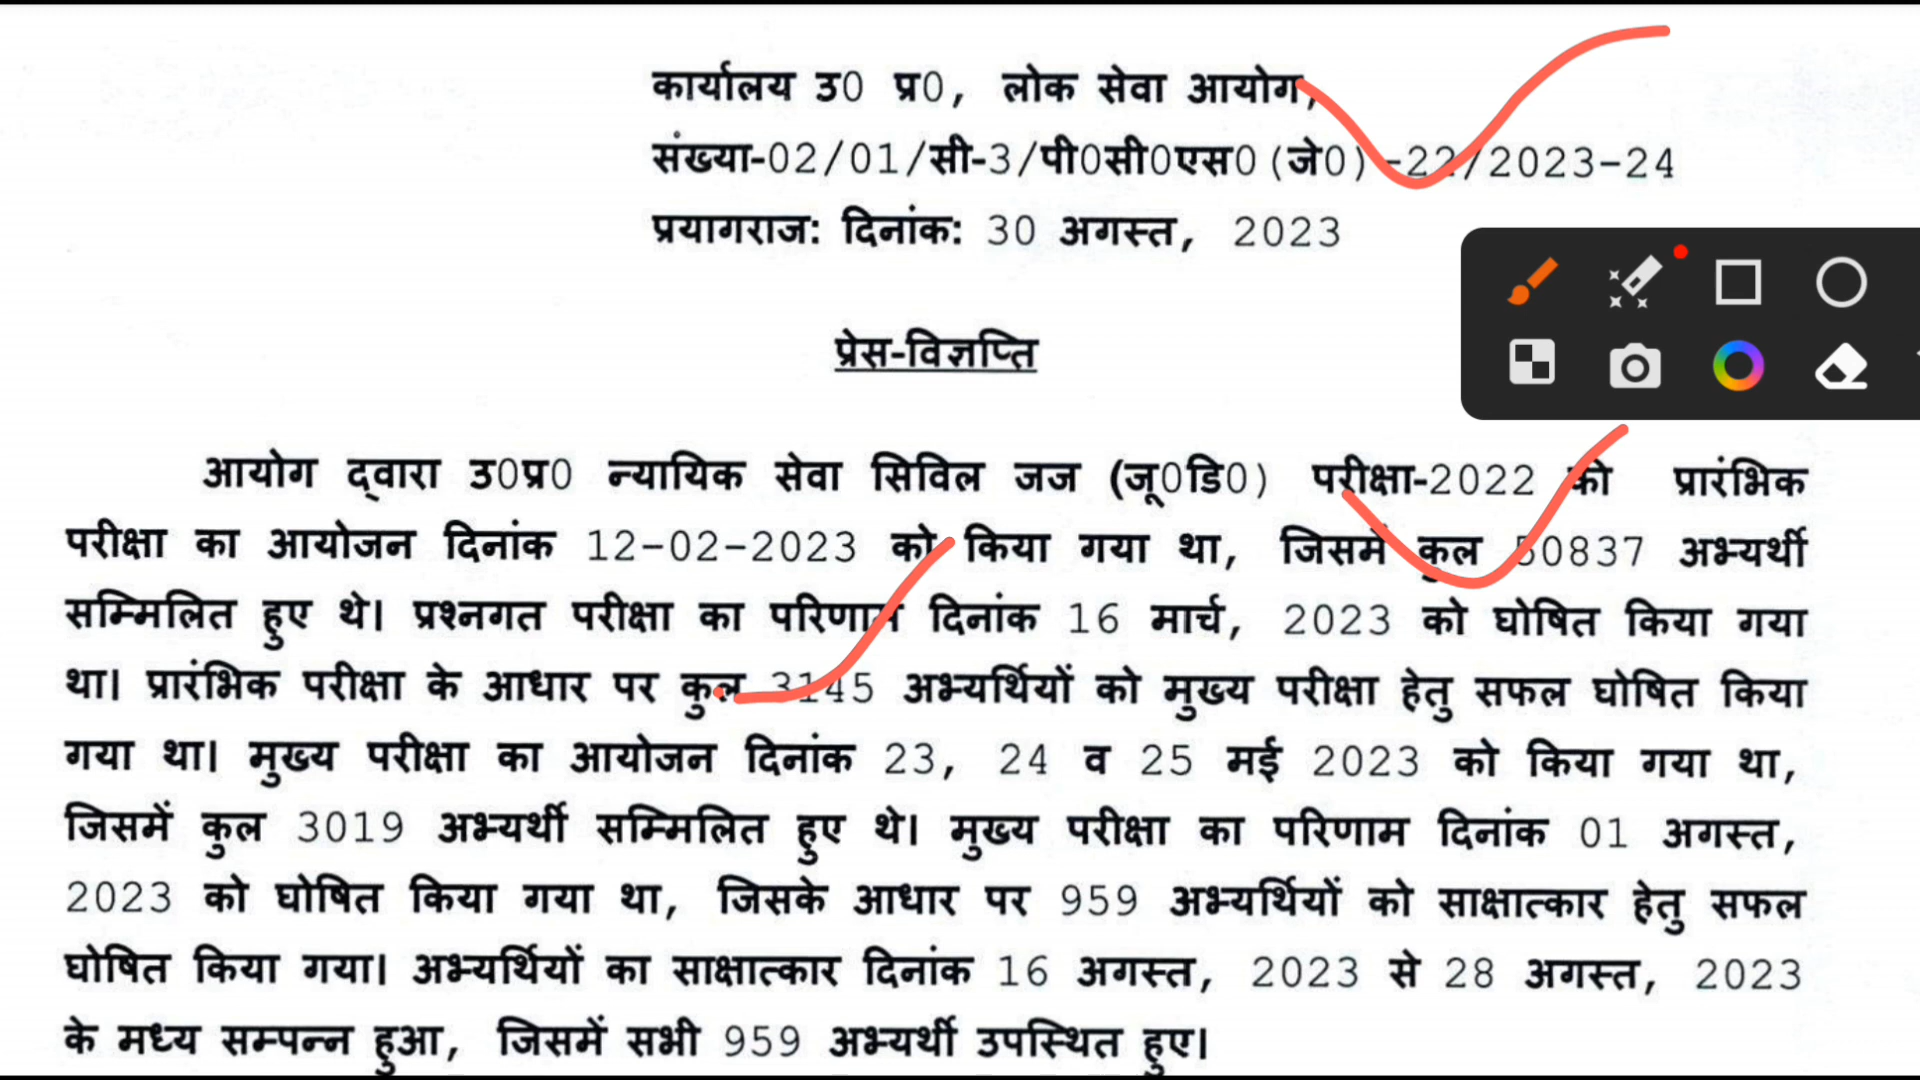 कार्यालय उ0 प्र0, लोक सेवा आयोग,
संख्या-02/01/सी-3/पी0सी0एस0(जे0)-22/2023-24
प्रयागराज: दिनांक: 30 अगस्त, 2023
प्रेस-विज्ञप्ति
आयोग द्वारा उ0प्र0 न्यायिक सेवा सिविल जज (जू0डि0) परीक्षा-2022 की प्रारंभिक
परीक्षा का आयोजन दिनांक 12-02-2023 को किया गया था, जिसमें कुल 50837 अभ्यर्थी
सम्मिलित हुए थे। प्रश्नगत परीक्षा का परिणाम दिनांक 16 मार्च, 2023 को घोषित किया गया
था। प्रारंभिक परीक्षा के आधार पर कुल 3145 अभ्यर्थियों को मुख्य परीक्षा हेतु सफल घोषित किया
गया था। मुख्य परीक्षा का आयोजन दिनांक 23, 24 व 25 मई 2023 को किया गया था,
जिसमें कुल 3019 अभ्यर्थी सम्मिलित हुए थे। मुख्य परीक्षा का परिणाम दिनांक 01 अगस्त,
2023 को घोषित किया गया था, जिसके आधार पर 959 अभ्यर्थियों को साक्षात्कार हेतु सफल
घोषित किया गया। अभ्यर्थियों का साक्षात्कार दिनांक 16 अगस्त, 2023 से 28 अगस्त, 2023
के मध्य सम्पन्न हुआ, जिसमें सभी 959 अभ्यर्थी उपस्थित हुए।